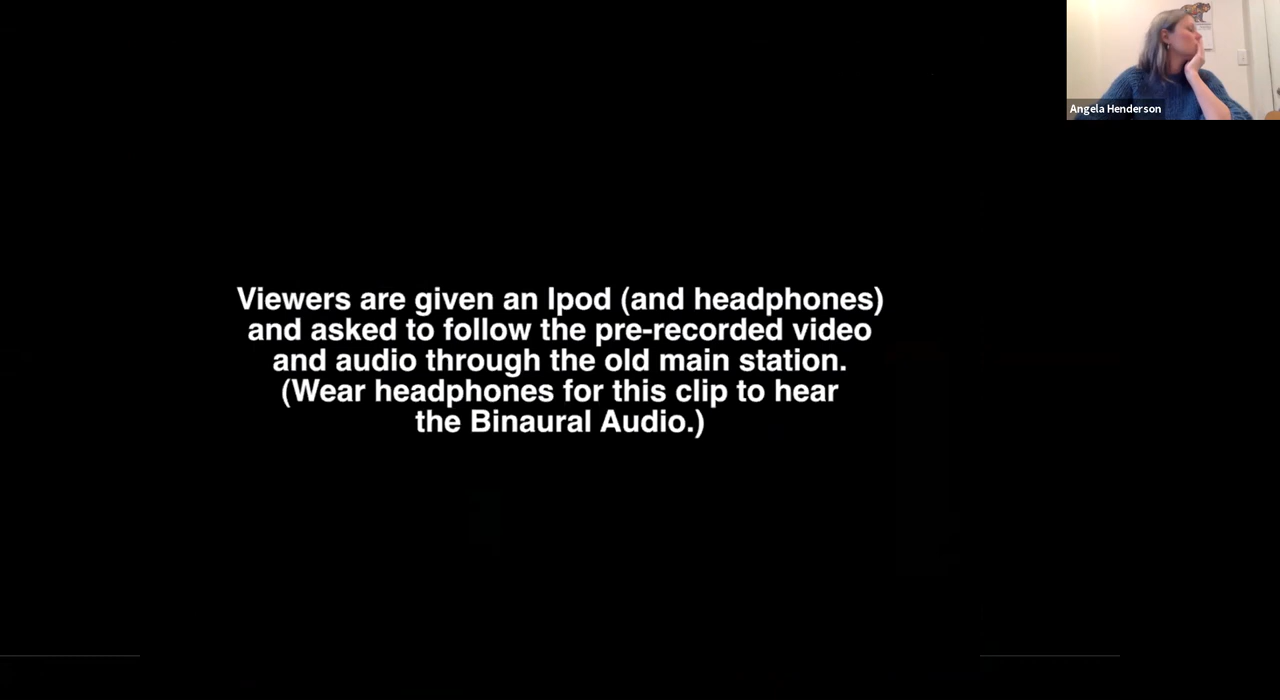 Angela Henderson
Viewers are given an Ipod (and headphones)
and asked to follow the pre-recorded video
and audio through the old main station.
(Wear headphones for this clip to hear
the Binaural Audio.)